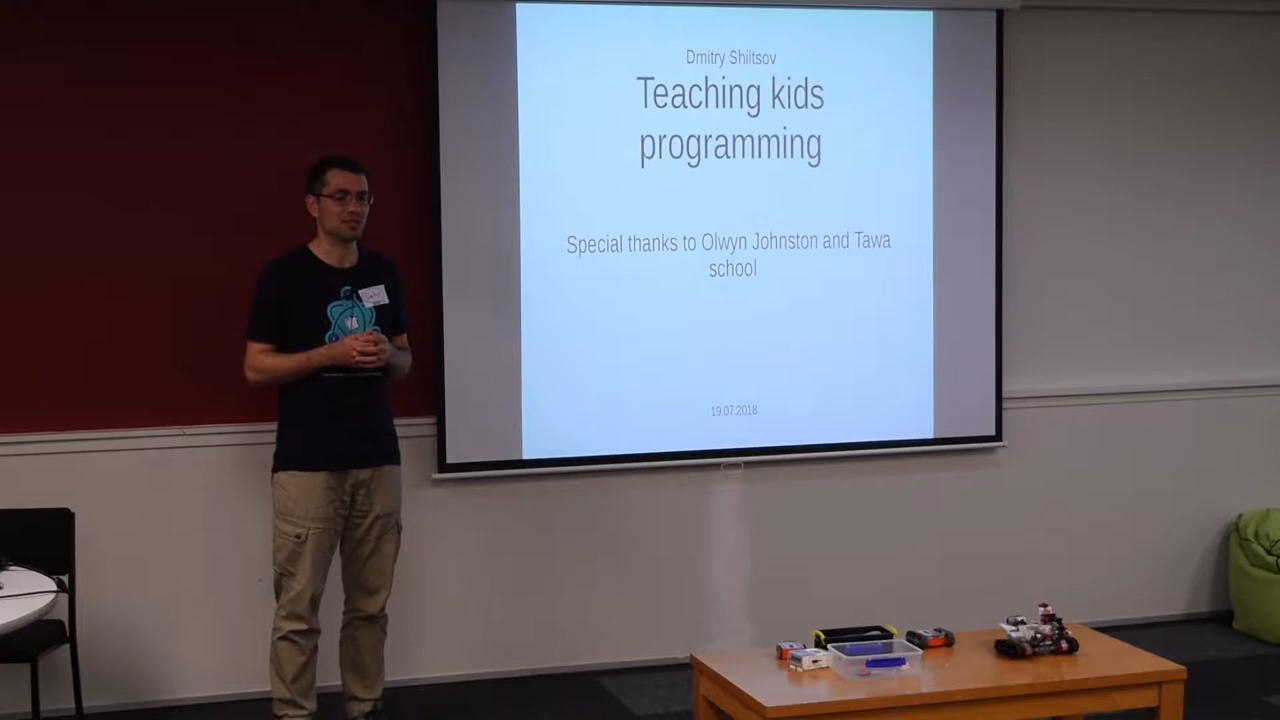 Dmitry Shiltsov
Teaching kids
programming
Special thanks to Olwyn Johnston and Tawa
school
19.07.2018